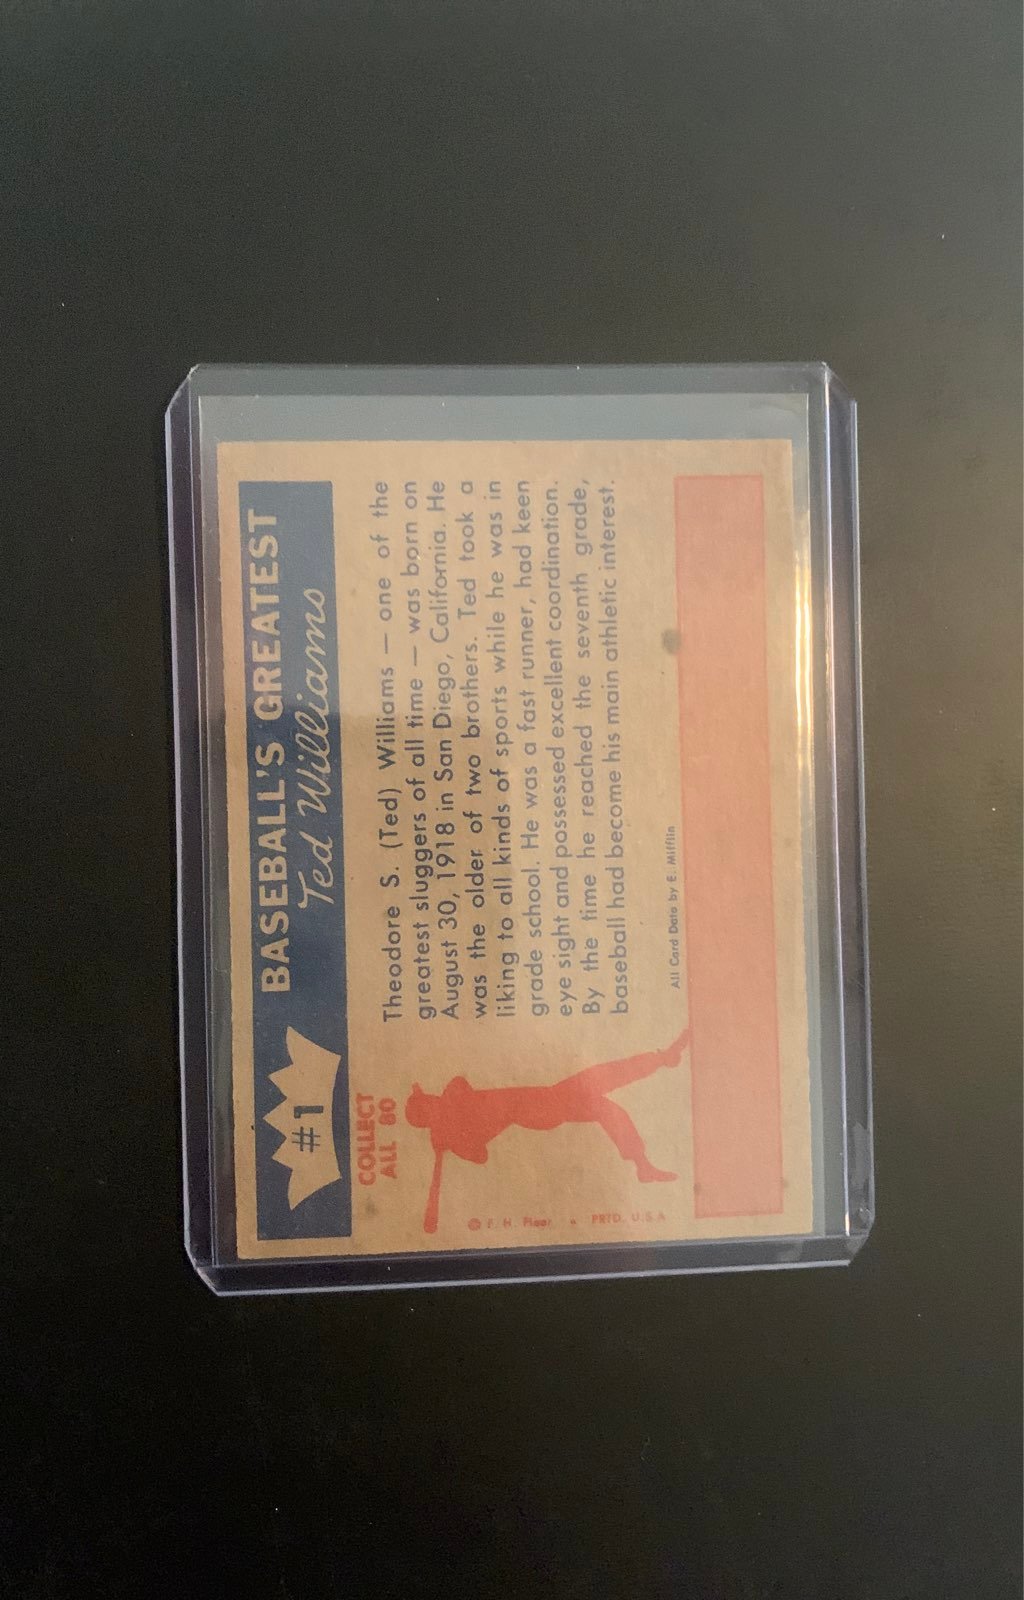 #1
BASEBALL'S GREATEST
Ted Williams
COLLECT
ALL 80
Theodore S. (Ted) Williams — one of the
greatest sluggers of all time — was born on
August 30, 1918 in San Diego, California. He
was the older of two brothers. Ted took a
liking to all kinds of sports while he was in
grade school. He was a fast runner, had keen
eye sight and possessed excellent coordination.
By the time he reached the seventh grade,
baseball had become his main athletic interest.
© F. H. Fleer • PRTD. U.S.A
All Card Data by E. Mifflin